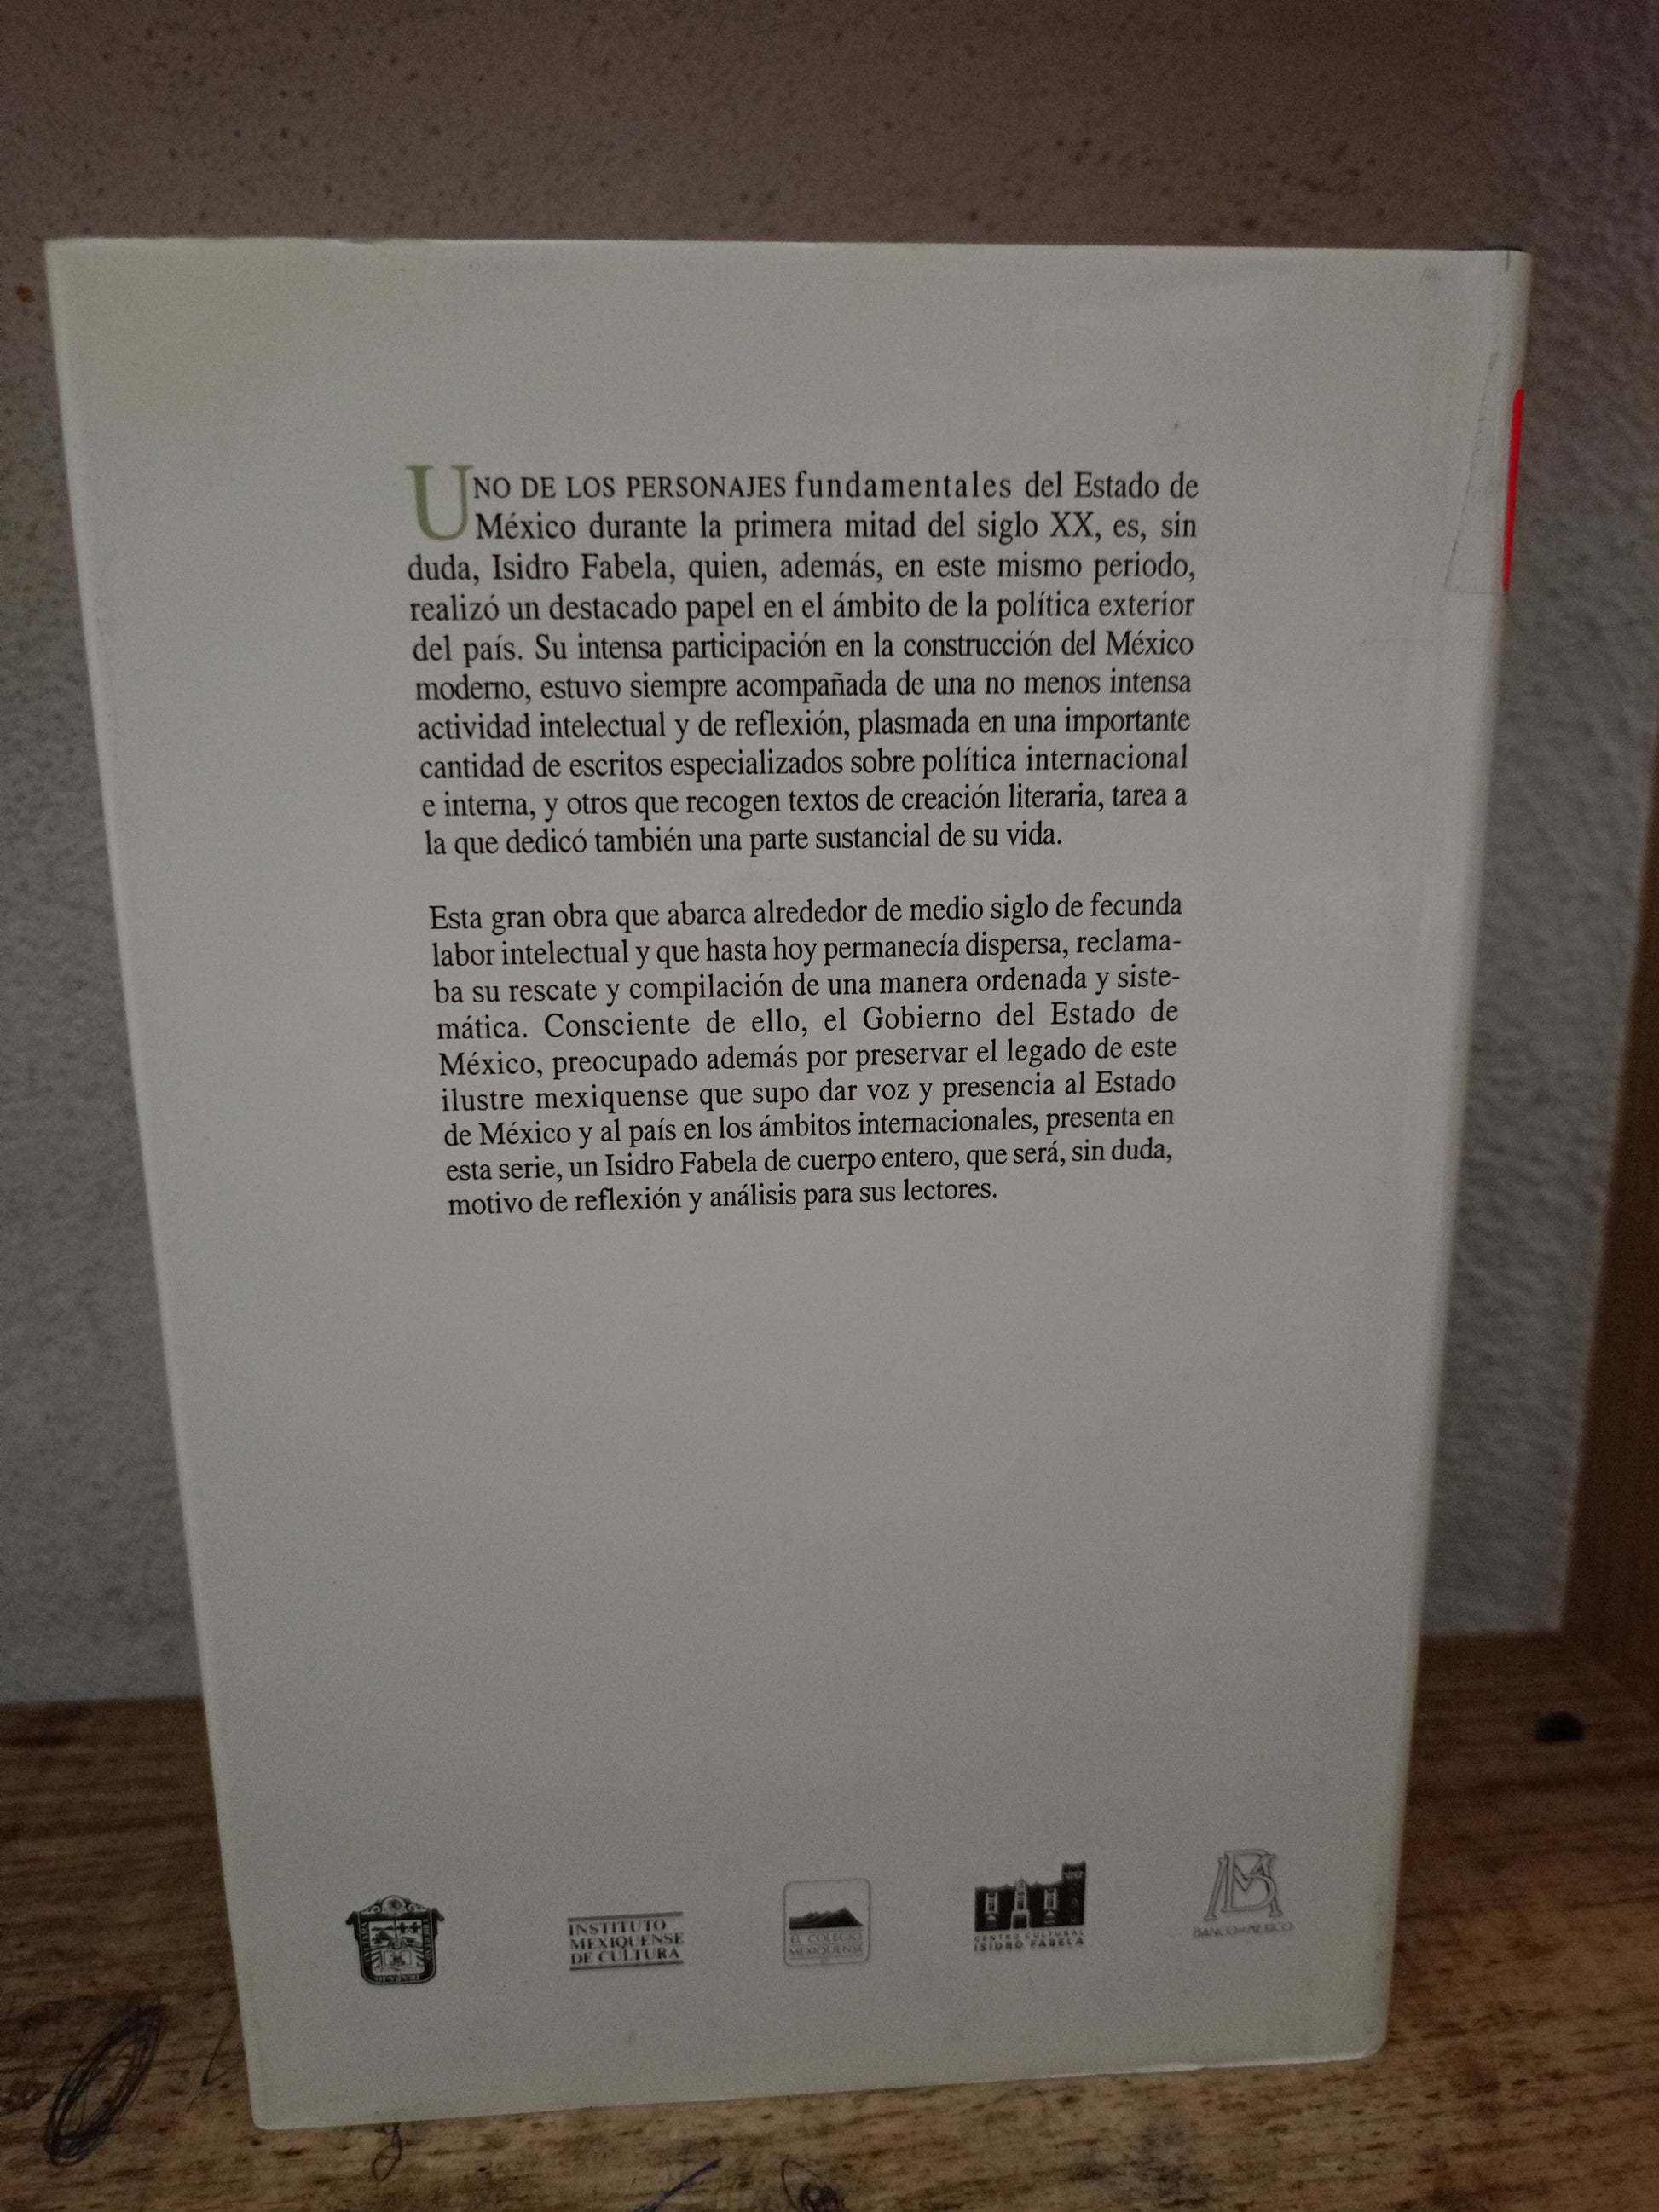 UNO DE LOS PERSONAJES fundamentales del Estado de
México durante la primera mitad del siglo XX, es, sin
duda, Isidro Fabela, quien, además, en este mismo periodo,
realizó un destacado papel en el ámbito de la política exterior
del país. Su intensa participación en la construcción del México
moderno, estuvo siempre acompañada de una no menos intensa
actividad intelectual y de reflexión, plasmada en una importante
cantidad de escritos especializados sobre política internacional
e interna, y otros que recogen textos de creación literaria, tarea a
la que dedicó también una parte sustancial de su vida.
Esta gran obra que abarca alrededor de medio siglo de fecunda
labor intelectual y que hasta hoy permanecía dispersa, reclama-
ba su rescate y compilación de una manera ordenada y siste-
mática. Consciente de ello, el Gobierno del Estado de
México, preocupado además por preservar el legado de este
ilustre mexiquense que supo dar voz y presencia al Estado
de México y al país en los ámbitos internacionales, presenta en
esta serie, un Isidro Fabela de cuerpo entero, que será, sin duda,
motivo de reflexión y análisis para sus lectores.
INSTITUTO
MEXIQUENSE
DE CULTURA
EL COLEGIO
MEXIQUENSE
CENTRO CULTURAL
ISIDRO FABELA
BANCO DE MEXICO